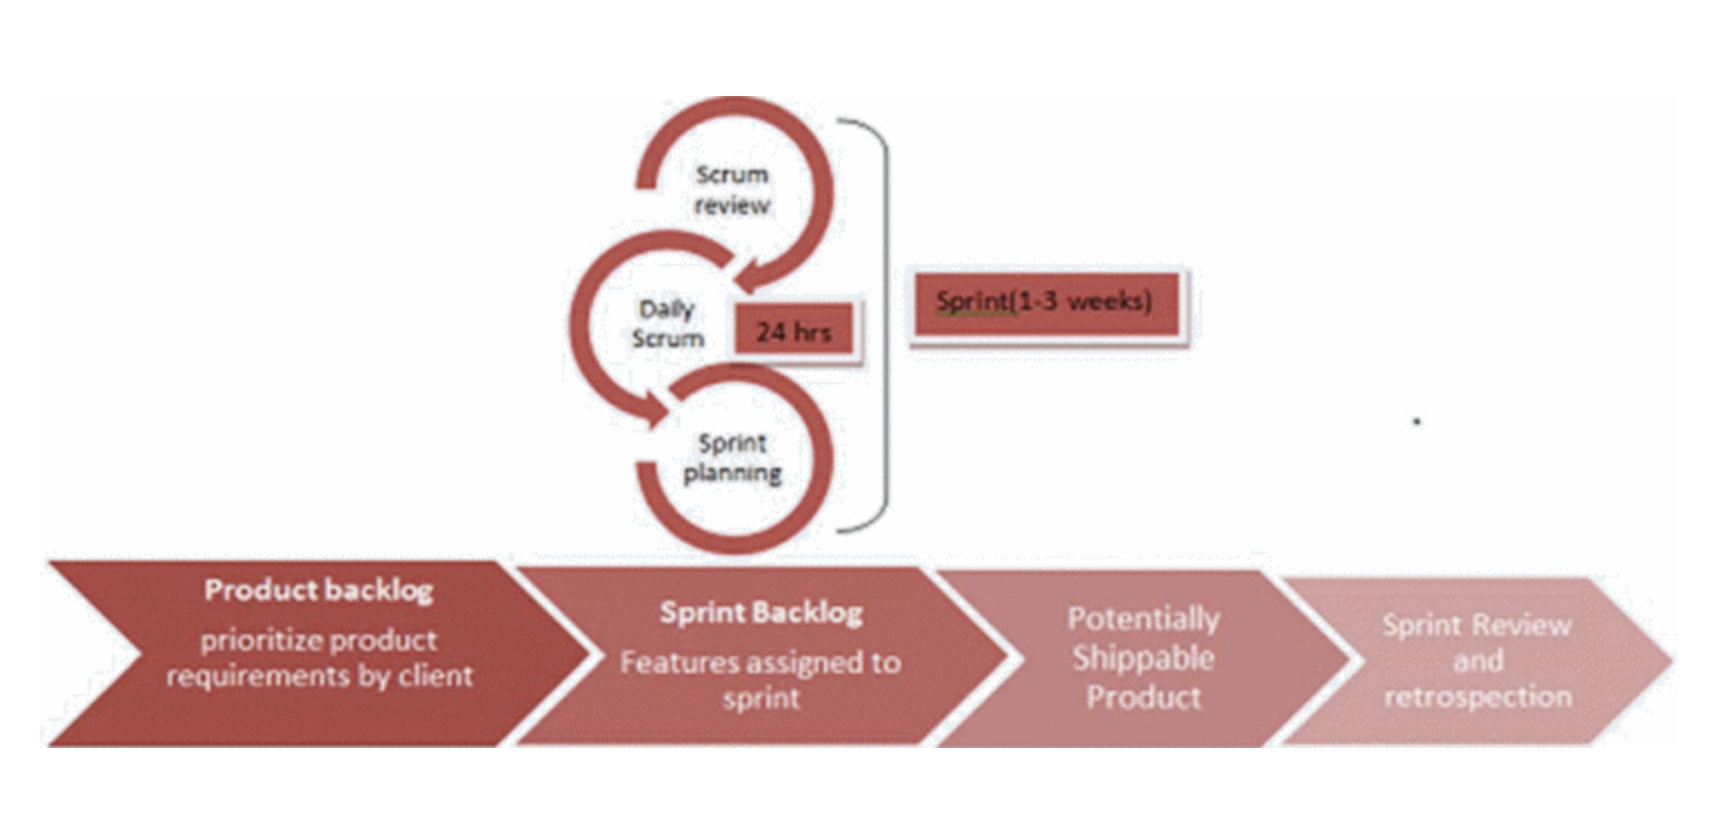 Scrum
review
Daily
Scrum
24 hrs
Sprint(1-3 weeks)
Sprint
planning
Product backlog
prioritize product
requirements by client
Sprint Backlog
Features assigned to
sprint
Potentially
Shippable
Product
Sprint Review
and
retrospection